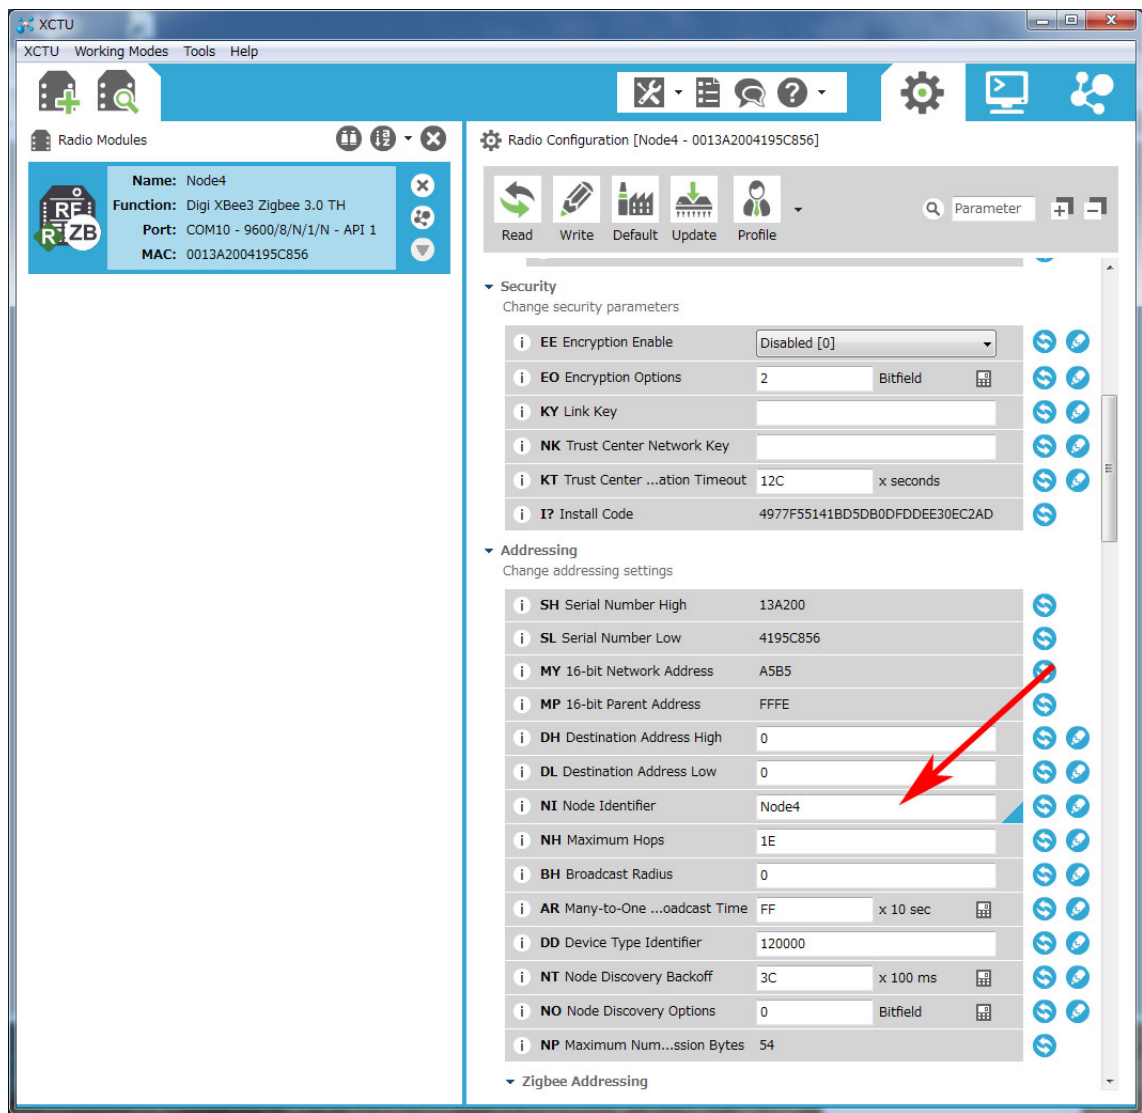 XCTU
XCTU Working Modes Tools Help
Radio Modules
Name: Node4
Function: Digi XBee3 Zigbee 3.0 TH
Port: COM10 - 9600/8/N/1/N - API 1
MAC: 0013A2004195C856
RF
R ZB
Radio Configuration [Node4 - 0013A2004195C856]
Read Write Default Update Profile
Parameter
Security
Change security parameters
i EE Encryption Enable Disabled [0]
i EO Encryption Options 2 Bitfield
i KY Link Key
i NK Trust Center Network Key
i KT Trust Center ...ation Timeout 12C x seconds
i I? Install Code 4977F55141BD5DB0DFDDEE30EC2AD
Addressing
Change addressing settings
i SH Serial Number High 13A200
i SL Serial Number Low 4195C856
i MY 16-bit Network Address A5B5
i MP 16-bit Parent Address FFFE
i DH Destination Address High 0
i DL Destination Address Low 0
i NI Node Identifier Node4
i NH Maximum Hops 1E
i BH Broadcast Radius 0
i AR Many-to-One ...oadcast Time FF x 10 sec
i DD Device Type Identifier 120000
i NT Node Discovery Backoff 3C x 100 ms
i NO Node Discovery Options 0 Bitfield
i NP Maximum Num...ssion Bytes 54
Zigbee Addressing